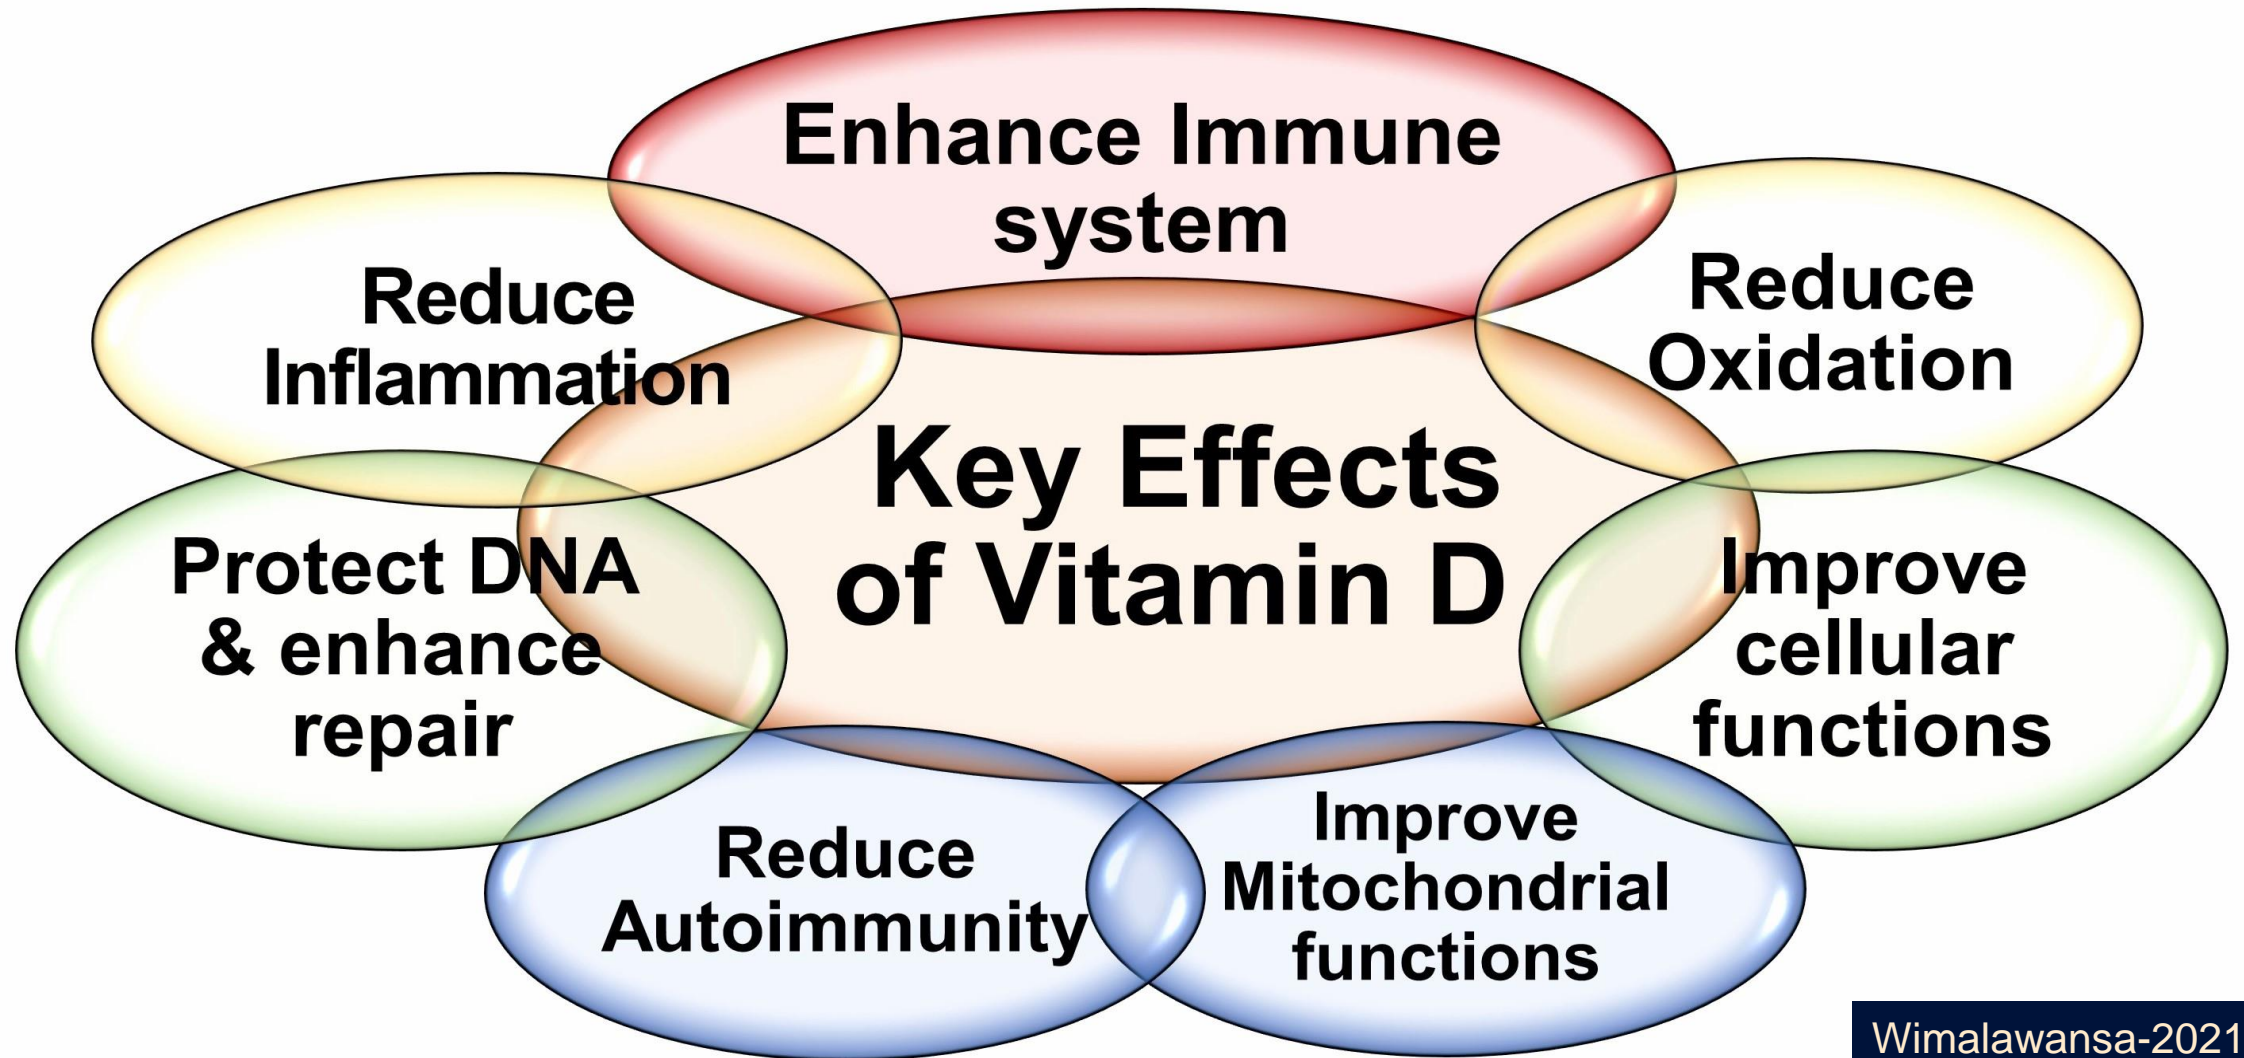 Enhance Immune
system
Reduce
Inflammation
Reduce
Oxidation
Key Effects
of Vitamin D
Protect DNA
& enhance
repair
Improve
cellular
functions
Reduce
Autoimmunity
Improve
Mitochondrial
functions
Wimalawansa-2021